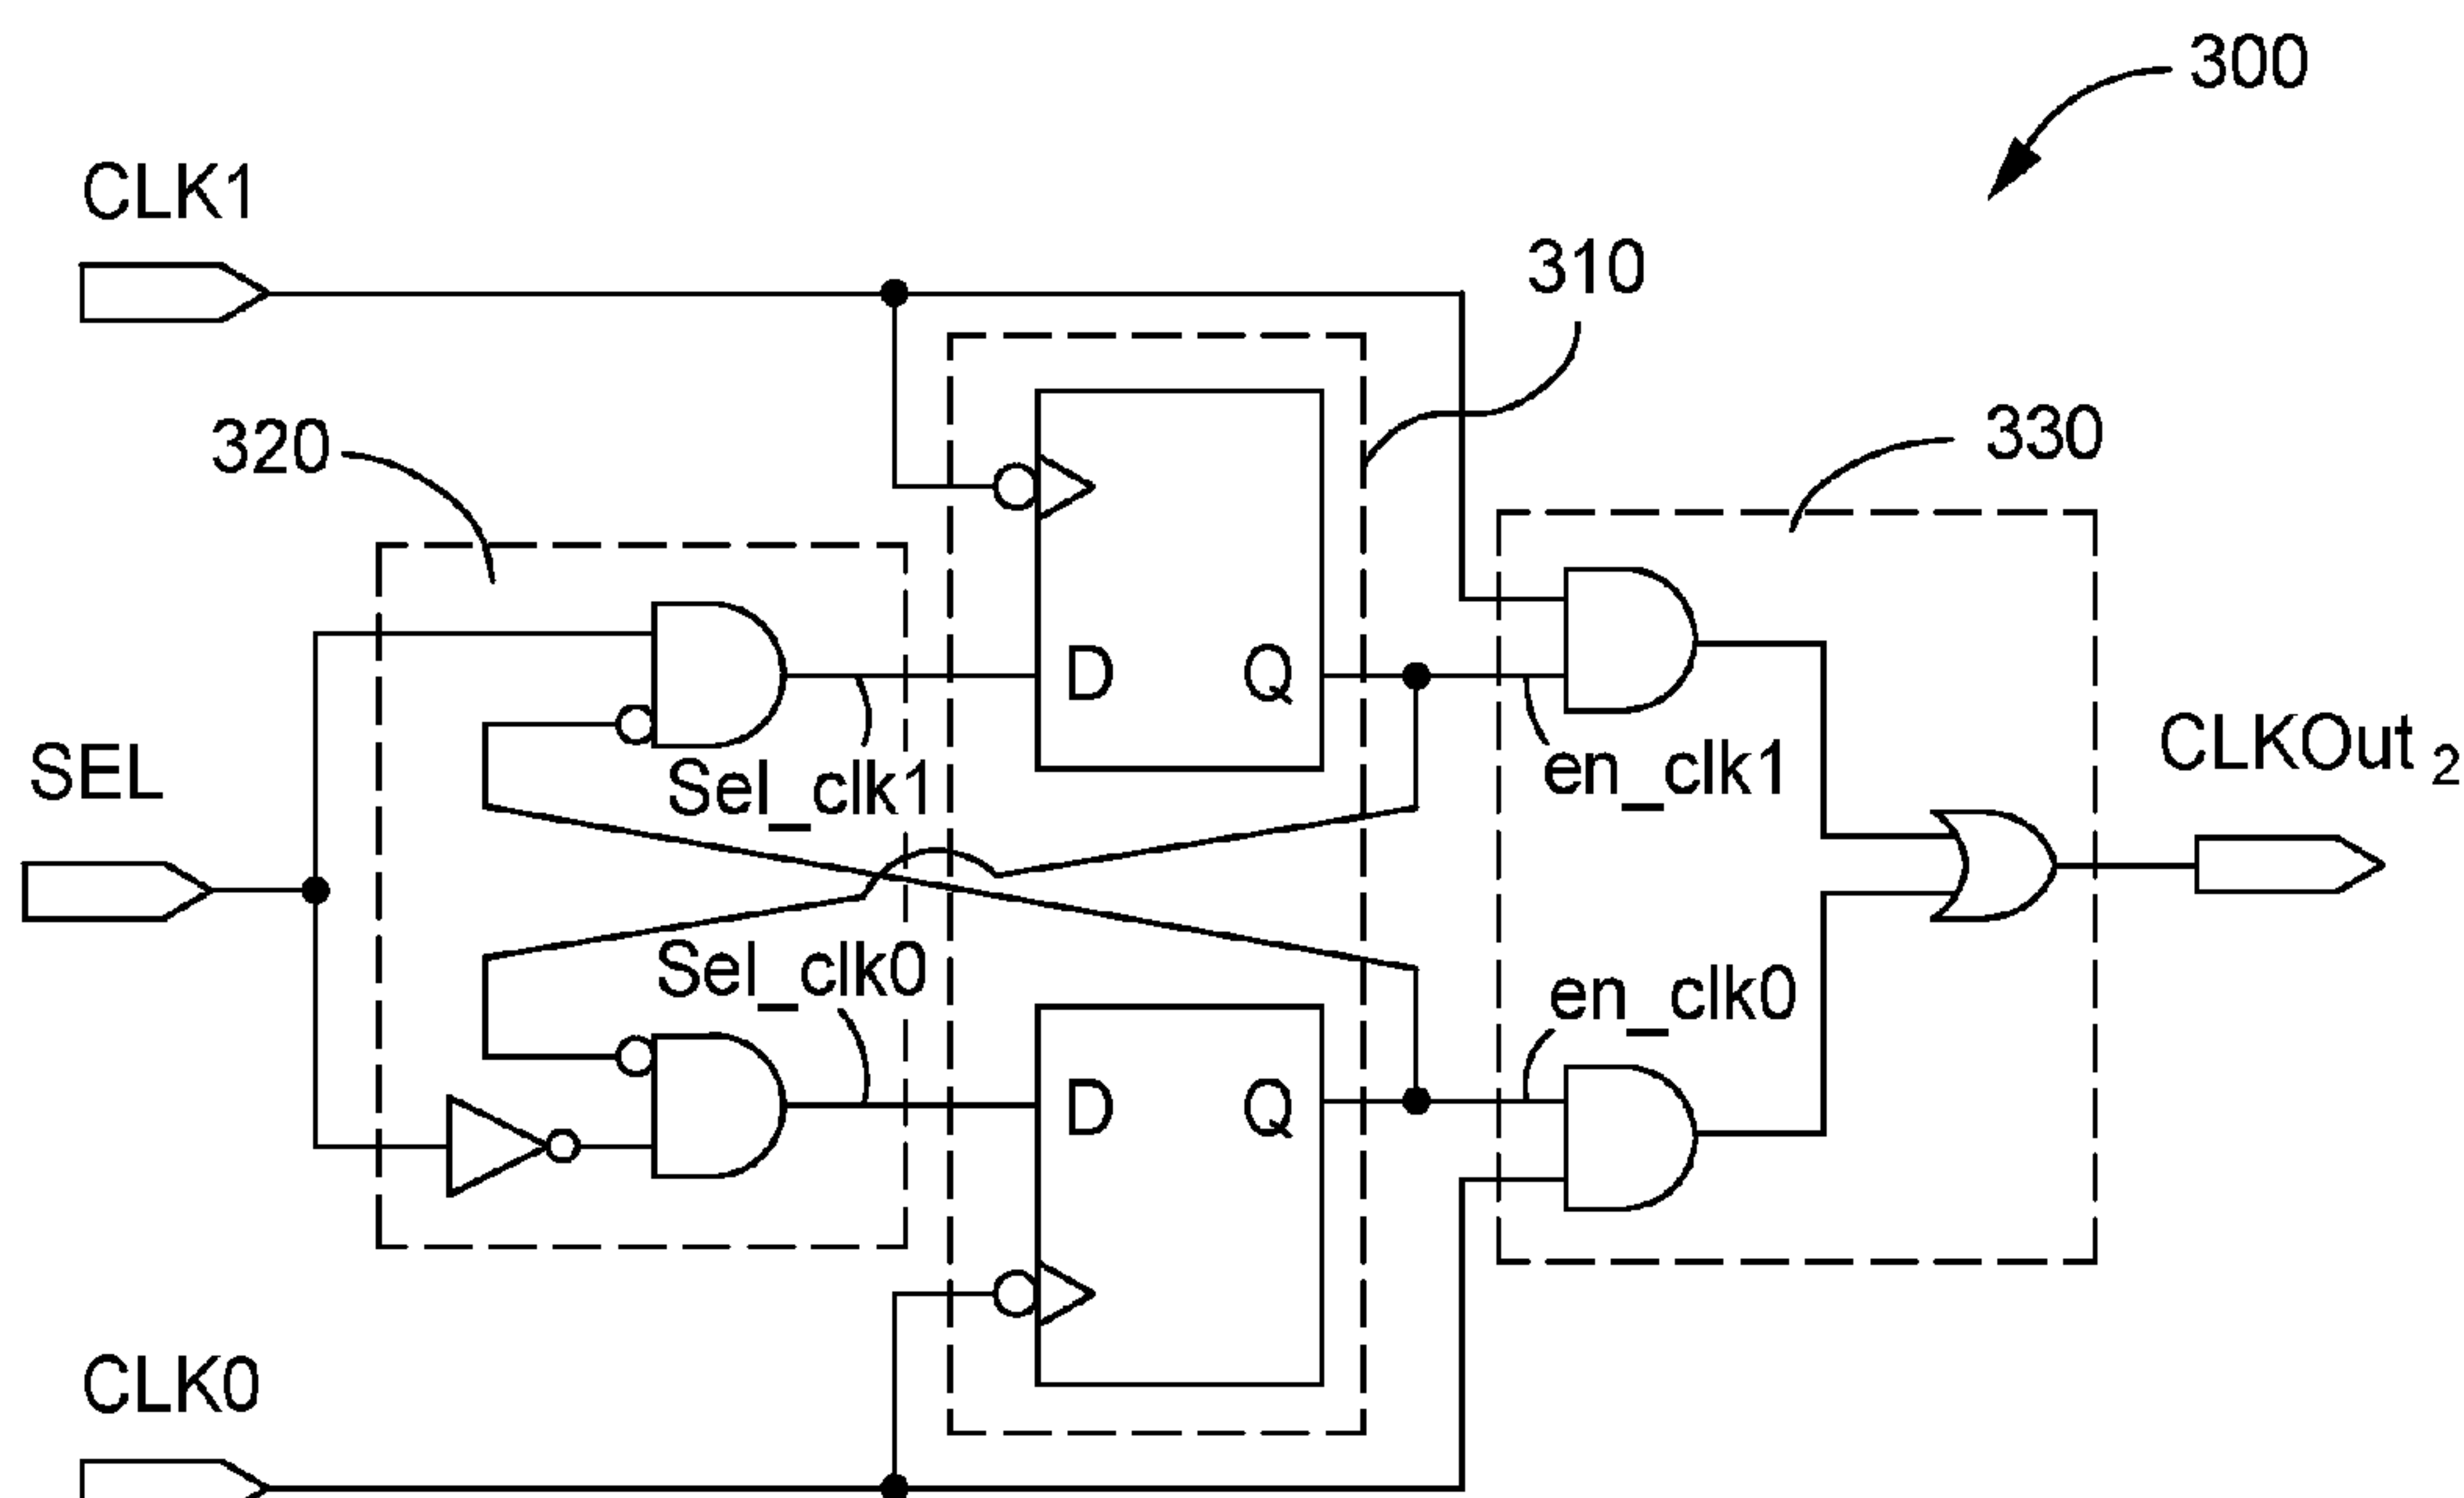 300
CLK1
310
320
330
D Q
SEL
Sel_clk1
en_clk1
CLKOut 2
Sel_clk0
en_clk0
D Q
CLK0